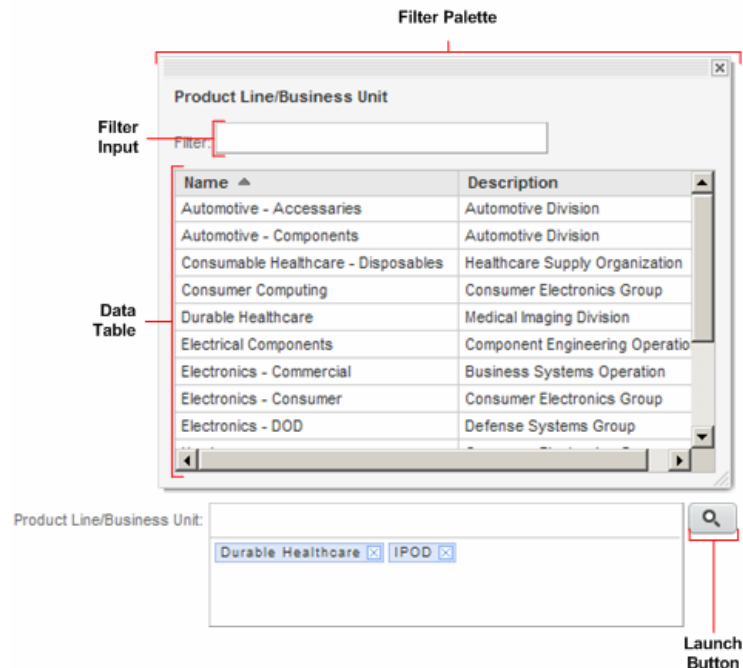 Filter Palette
Product Line/Business Unit
Filter Input
Filter:
Name Description
Automotive - Accessaries Automotive Division
Automotive - Components Automotive Division
Consumable Healthcare - Disposables Healthcare Supply Organization
Consumer Computing Consumer Electronics Group
Data Table
Durable Healthcare Medical Imaging Division
Electrical Components Component Engineering Operatio
Electronics - Commercial Business Systems Operation
Electronics - Consumer Consumer Electronics Group
Electronics - DOD Defense Systems Group
Product Line/Business Unit:
Durable Healthcare IPOD
Launch
Button